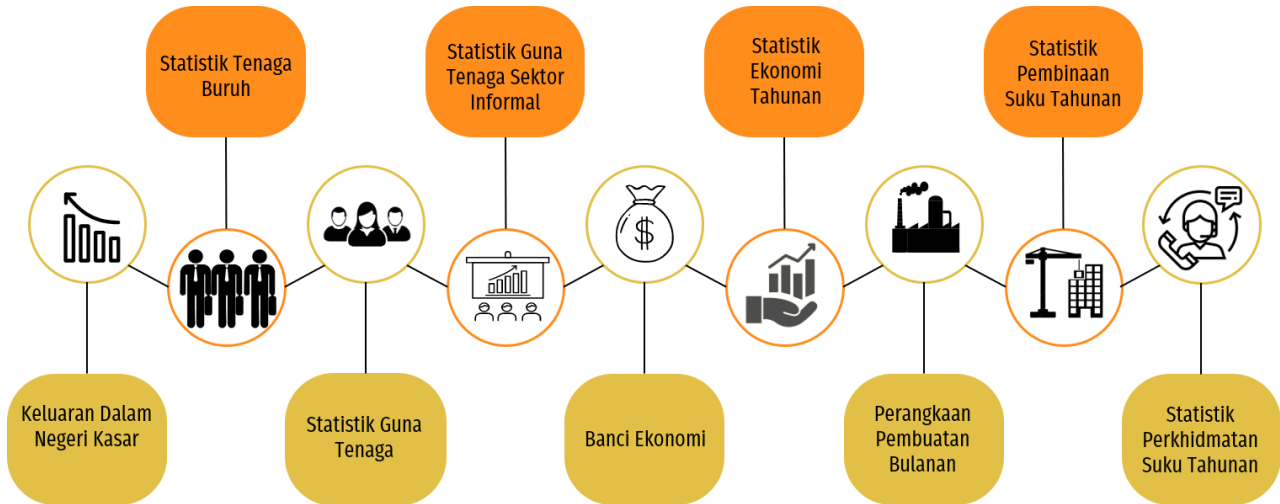 Statistik Tenaga
Buruh
Statistik Guna
Tenaga Sektor
Informal
Statistik
Ekonomi
Tahunan
Statistik
Pembinaan
Suku Tahunan
$
Keluaran Dalam
Negeri Kasar
Statistik Guna
Tenaga
Banci Ekonomi
Perangkaan
Pembuatan
Bulanan
Statistik
Perkhidmatan
Suku Tahunan